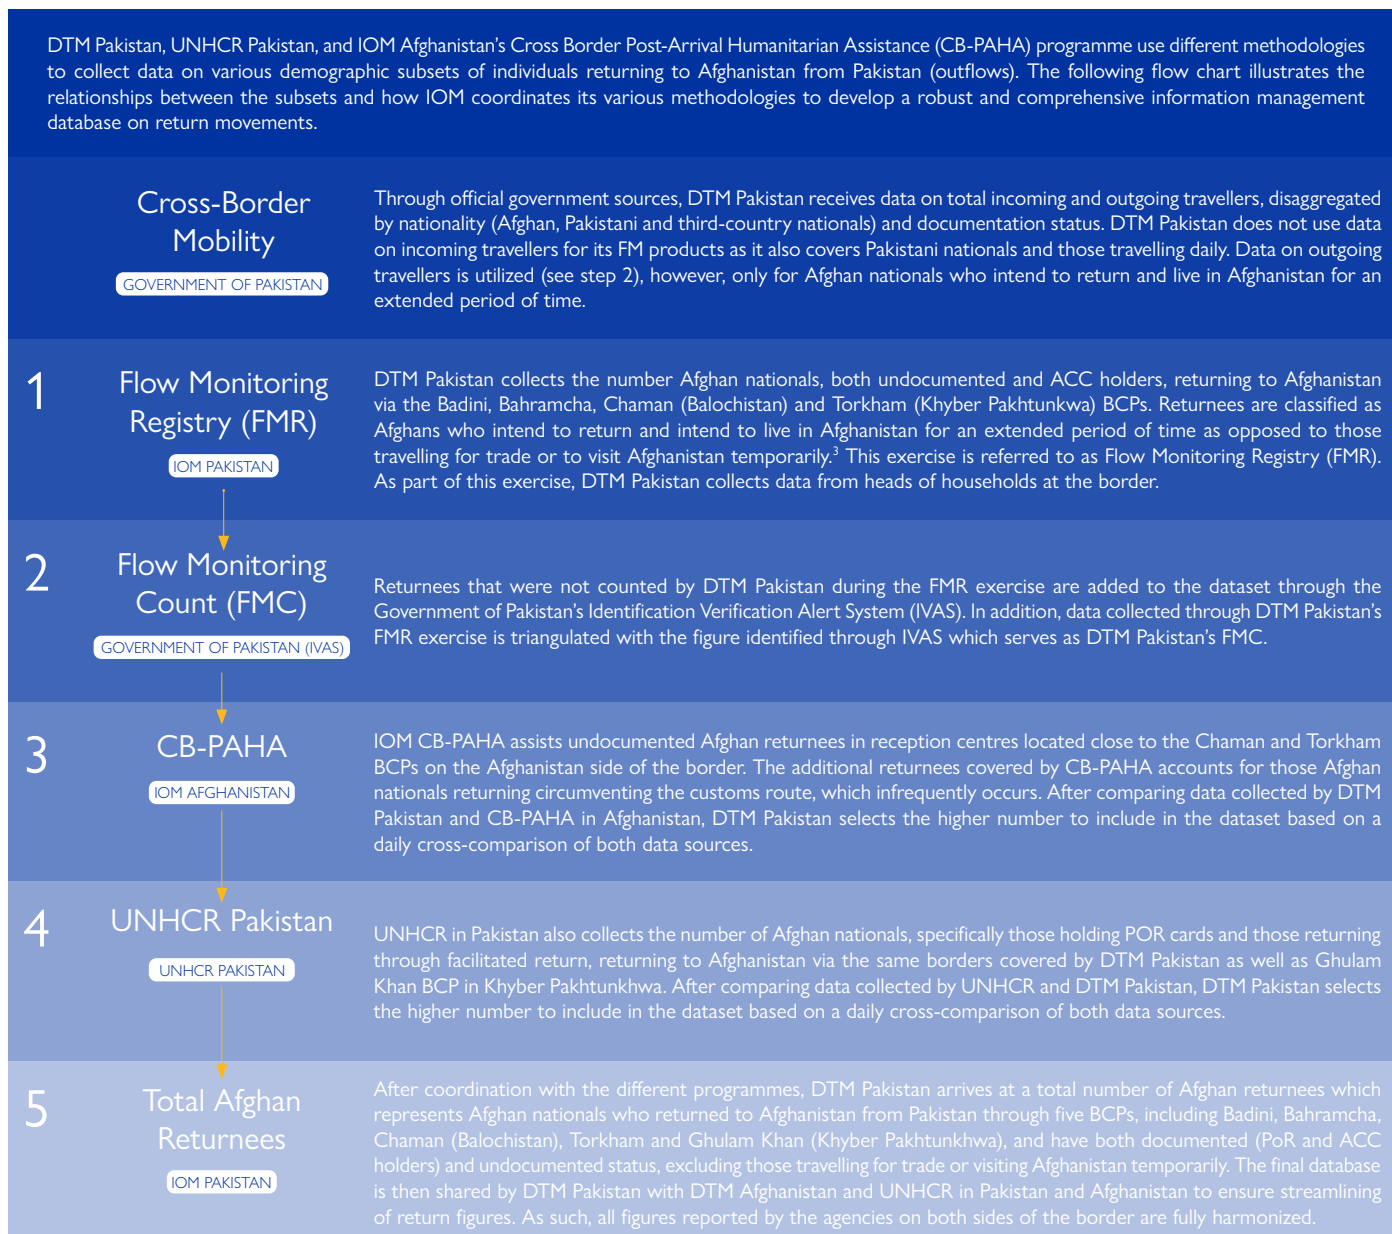 DTM Pakistan, UNHCR Pakistan, and IOM Afghanistan's Cross Border Post-Arrival Humanitarian Assistance (CB-PAHA) programme use different methodologies
to collect data on various demographic subsets of individuals returning to Afghanistan from Pakistan (outflows). The following flow chart illustrates the
relationships between the subsets and how IOM coordinates its various methodologies to develop a robust and comprehensive information management
database on return movements.
Cross-Border
Mobility
GOVERNMENT OF PAKISTAN
Through official government sources, DTM Pakistan receives data on total incoming and outgoing travellers, disaggregated
by nationality (Afghan, Pakistani and third-country nationals) and documentation status. DTM Pakistan does not use data
on incoming travellers for its FM products as it also covers Pakistani nationals and those travelling daily. Data on outgoing
travellers is utilized (see step 2), however, only for Afghan nationals who intend to return and live in Afghanistan for an
extended period of time.
1
Flow Monitoring
Registry (FMR)
IOM PAKISTAN
DTM Pakistan collects the number Afghan nationals, both undocumented and ACC holders, returning to Afghanistan
via the Badini, Bahramcha, Chaman (Balochistan) and Torkham (Khyber Pakhtunkwa) BCPs. Returnees are classified as
Afghans who intend to return and intend to live in Afghanistan for an extended period of time as opposed to those
travelling for trade or to visit Afghanistan temporarily.³ This exercise is referred to as Flow Monitoring Registry (FMR).
As part of this exercise, DTM Pakistan collects data from heads of households at the border.
2
Flow Monitoring
Count (FMC)
GOVERNMENT OF PAKISTAN (IVAS)
Returnees that were not counted by DTM Pakistan during the FMR exercise are added to the dataset through the
Government of Pakistan's Identification Verification Alert System (IVAS). In addition, data collected through DTM Pakistan's
FMR exercise is triangulated with the figure identified through IVAS which serves as DTM Pakistan's FMC.
3
CB-PAHA
IOM AFGHANISTAN
IOM CB-PAHA assists undocumented Afghan returnees in reception centres located close to the Chaman and Torkham
BCPs on the Afghanistan side of the border. The additional returnees covered by CB-PAHA accounts for those Afghan
nationals returning circumventing the customs route, which infrequently occurs. After comparing data collected by DTM
Pakistan and CB-PAHA in Afghanistan, DTM Pakistan selects the higher number to include in the dataset based on a
daily cross-comparison of both data sources.
4
UNHCR Pakistan
UNHCR PAKISTAN
UNHCR in Pakistan also collects the number of Afghan nationals, specifically those holding POR cards and those returning
through facilitated return, returning to Afghanistan via the same borders covered by DTM Pakistan as well as Ghulam
Khan BCP in Khyber Pakhtunkhwa. After comparing data collected by UNHCR and DTM Pakistan, DTM Pakistan selects
the higher number to include in the dataset based on a daily cross-comparison of both data sources.
5
Total Afghan
Returnees
IOM PAKISTAN
After coordination with the different programmes, DTM Pakistan arrives at a total number of Afghan returnees which
represents Afghan nationals who returned to Afghanistan from Pakistan through five BCPs, including Badini, Bahramcha,
Chaman (Balochistan), Torkham and Ghulam Khan (Khyber Pakhtunkhwa), and have both documented (PoR and ACC
holders) and undocumented status, excluding those travelling for trade or visiting Afghanistan temporarily. The final database
is then shared by DTM Pakistan with DTM Afghanistan and UNHCR in Pakistan and Afghanistan to ensure streamlining
of return figures. As such, all figures reported by the agencies on both sides of the border are fully harmonized.